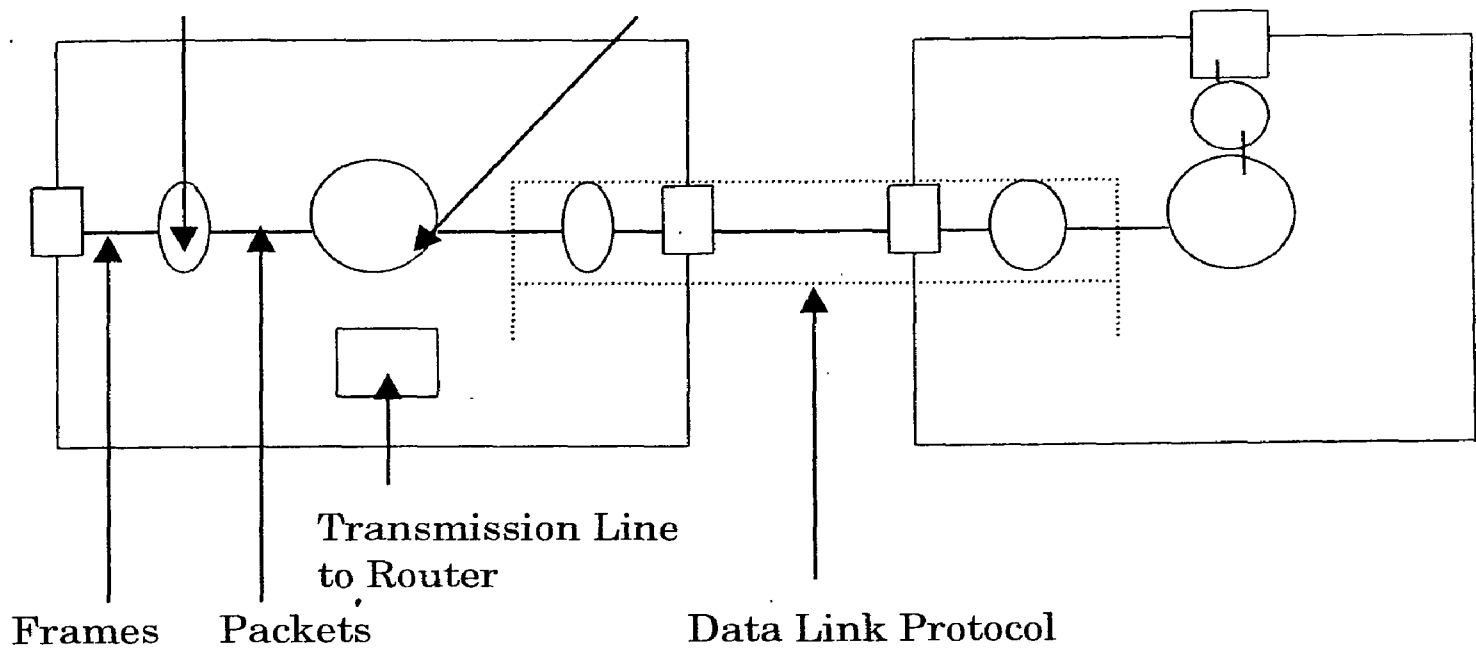 Transmission Line
to Router
Frames
Packets
Data Link Protocol